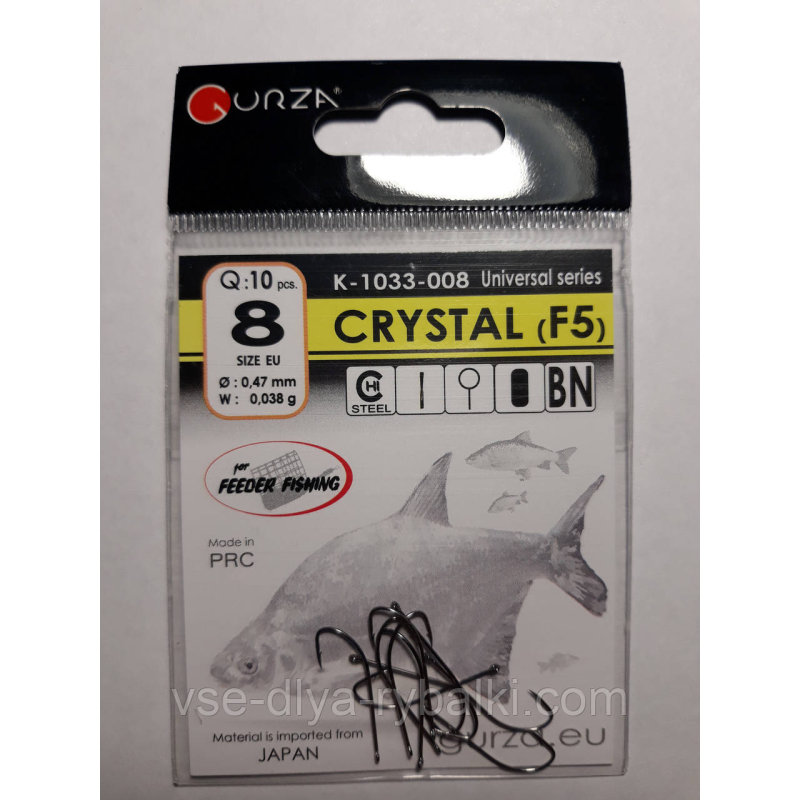 GURZA®
Q:10 pcs.
8
SIZE EU
Ø : 0,47 mm
W : 0,038 g
K-1033-008 Universal series
CRYSTAL (F5)
C HI STEEL
BN
for
FEEDER FISHING
Made in
PRC
vse-dlya-rybalki.com
gurza.eu
Material is imported from
JAPAN